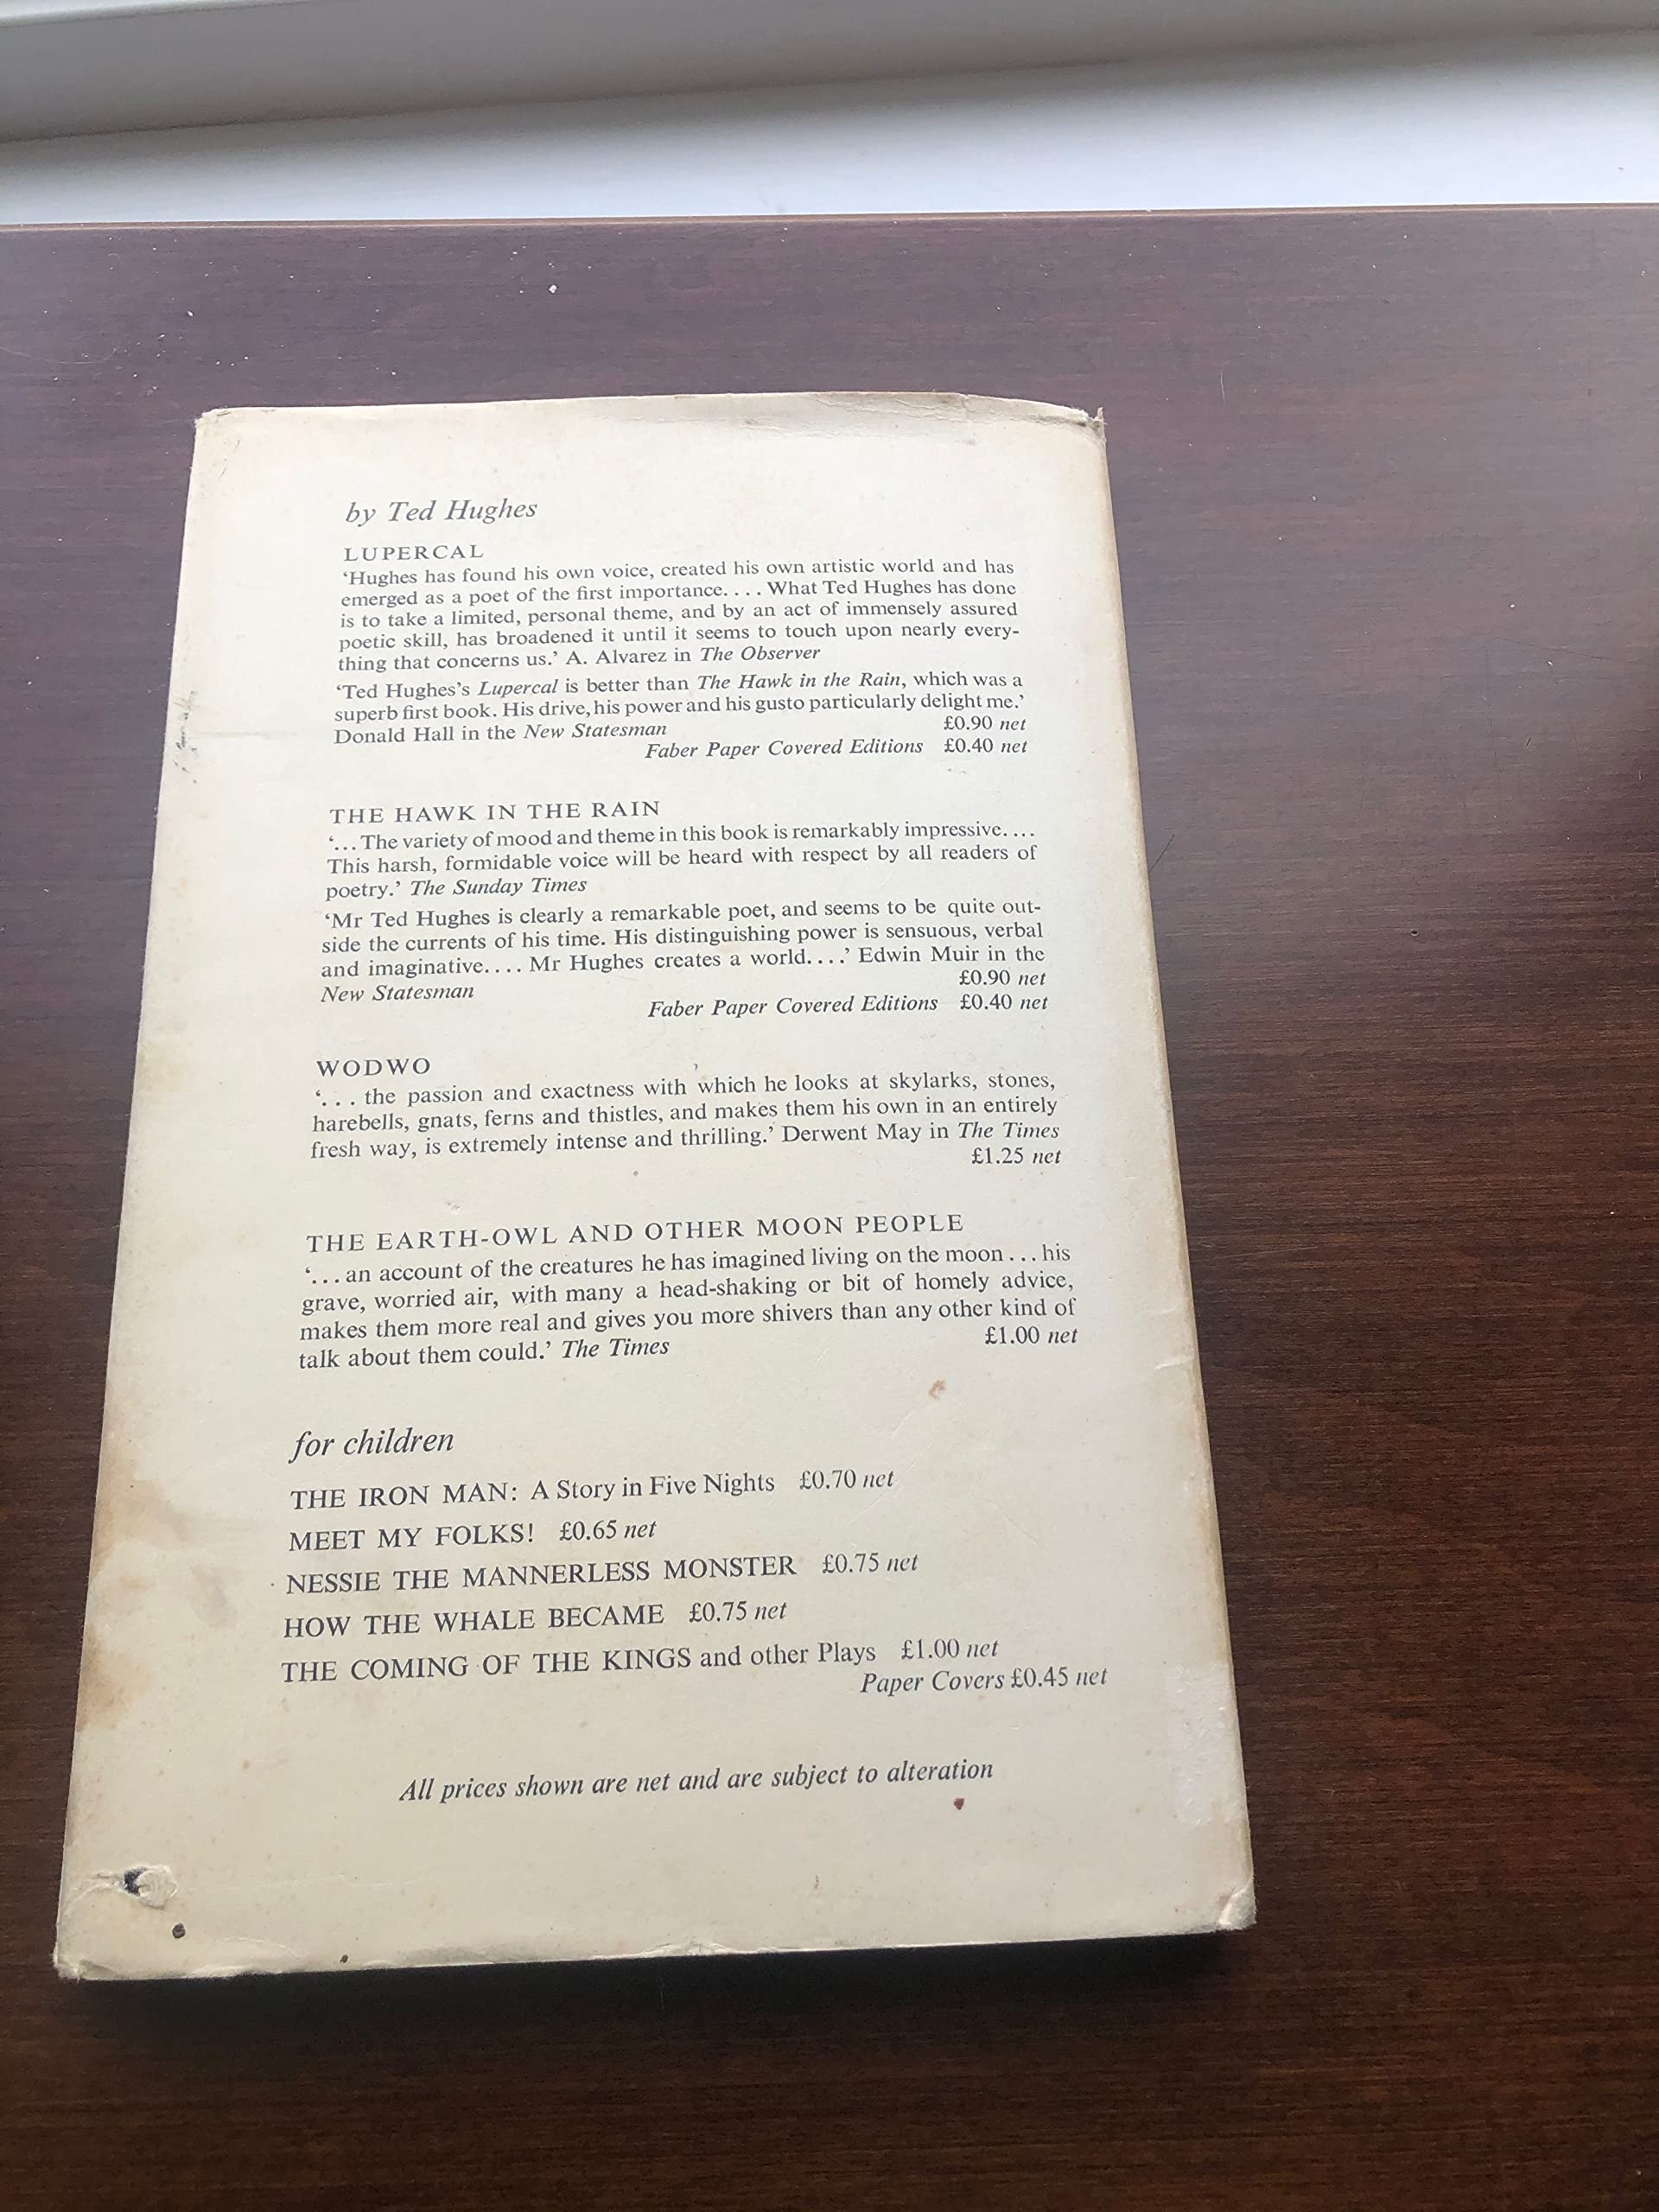 by Ted Hughes
LUPERCAL
‘Hughes has found his own voice, created his own artistic world and has
emerged as a poet of the first importance. . . . What Ted Hughes has done
is to take a limited, personal theme, and by an act of immensely assured
poetic skill, has broadened it until it seems to touch upon nearly every-
thing that concerns us.’ A. Alvarez in The Observer
‘Ted Hughes’s Lupercal is better than The Hawk in the Rain, which was a
superb first book. His drive, his power and his gusto particularly delight me.’
Donald Hall in the New Statesman £0.90 net
Faber Paper Covered Editions £0.40 net
THE HAWK IN THE RAIN
‘. . . The variety of mood and theme in this book is remarkably impressive. . . .
This harsh, formidable voice will be heard with respect by all readers of
poetry.’ The Sunday Times
‘Mr Ted Hughes is clearly a remarkable poet, and seems to be quite out-
side the currents of his time. His distinguishing power is sensuous, verbal
and imaginative. . . . Mr Hughes creates a world. . . .’ Edwin Muir in the
New Statesman £0.90 net
Faber Paper Covered Editions £0.40 net
WODWO
‘. . . the passion and exactness with which he looks at skylarks, stones,
harebells, gnats, ferns and thistles, and makes them his own in an entirely
fresh way, is extremely intense and thrilling.’ Derwent May in The Times
£1.25 net
THE EARTH-OWL AND OTHER MOON PEOPLE
‘. . . an account of the creatures he has imagined living on the moon . . . his
grave, worried air, with many a head-shaking or bit of homely advice,
makes them more real and gives you more shivers than any other kind of
talk about them could.’ The Times £1.00 net
for children
THE IRON MAN: A Story in Five Nights £0.70 net
MEET MY FOLKS! £0.65 net
NESSIE THE MANNERLESS MONSTER £0.75 net
HOW THE WHALE BECAME £0.75 net
THE COMING OF THE KINGS and other Plays £1.00 net
Paper Covers £0.45 net
All prices shown are net and are subject to alteration